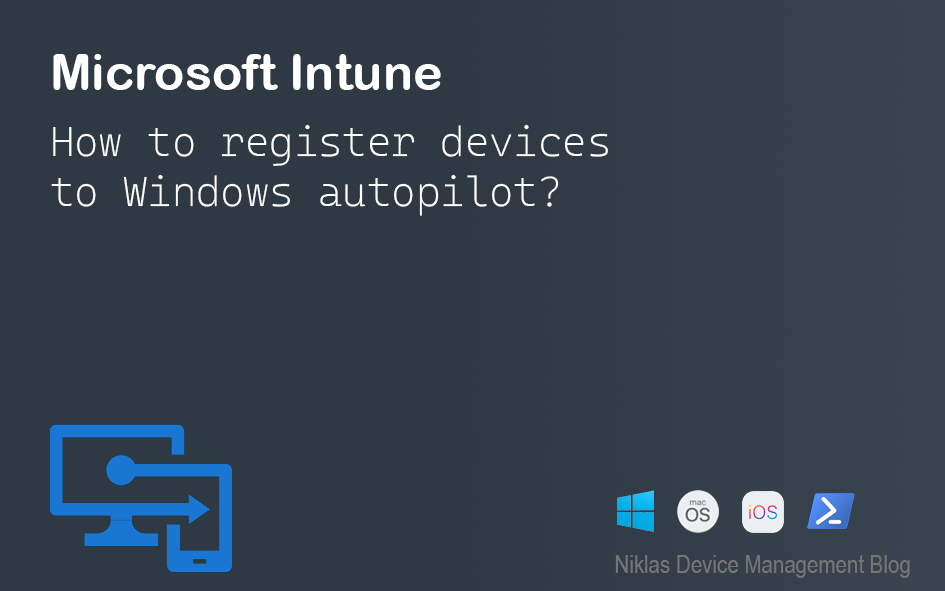 Microsoft Intune
How to register devices
to Windows autopilot?
mac
OS
iOS
Niklas Device Management Blog